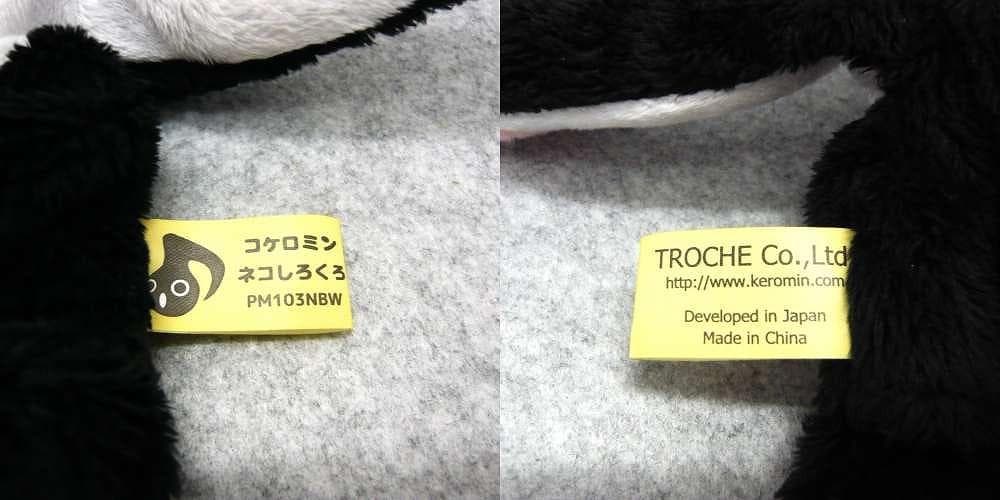 コケロミン
ネコしろくろ
PM103NBW
TROCHE Co.,Ltd
http://www.keromin.com
Developed in Japan
Made in China